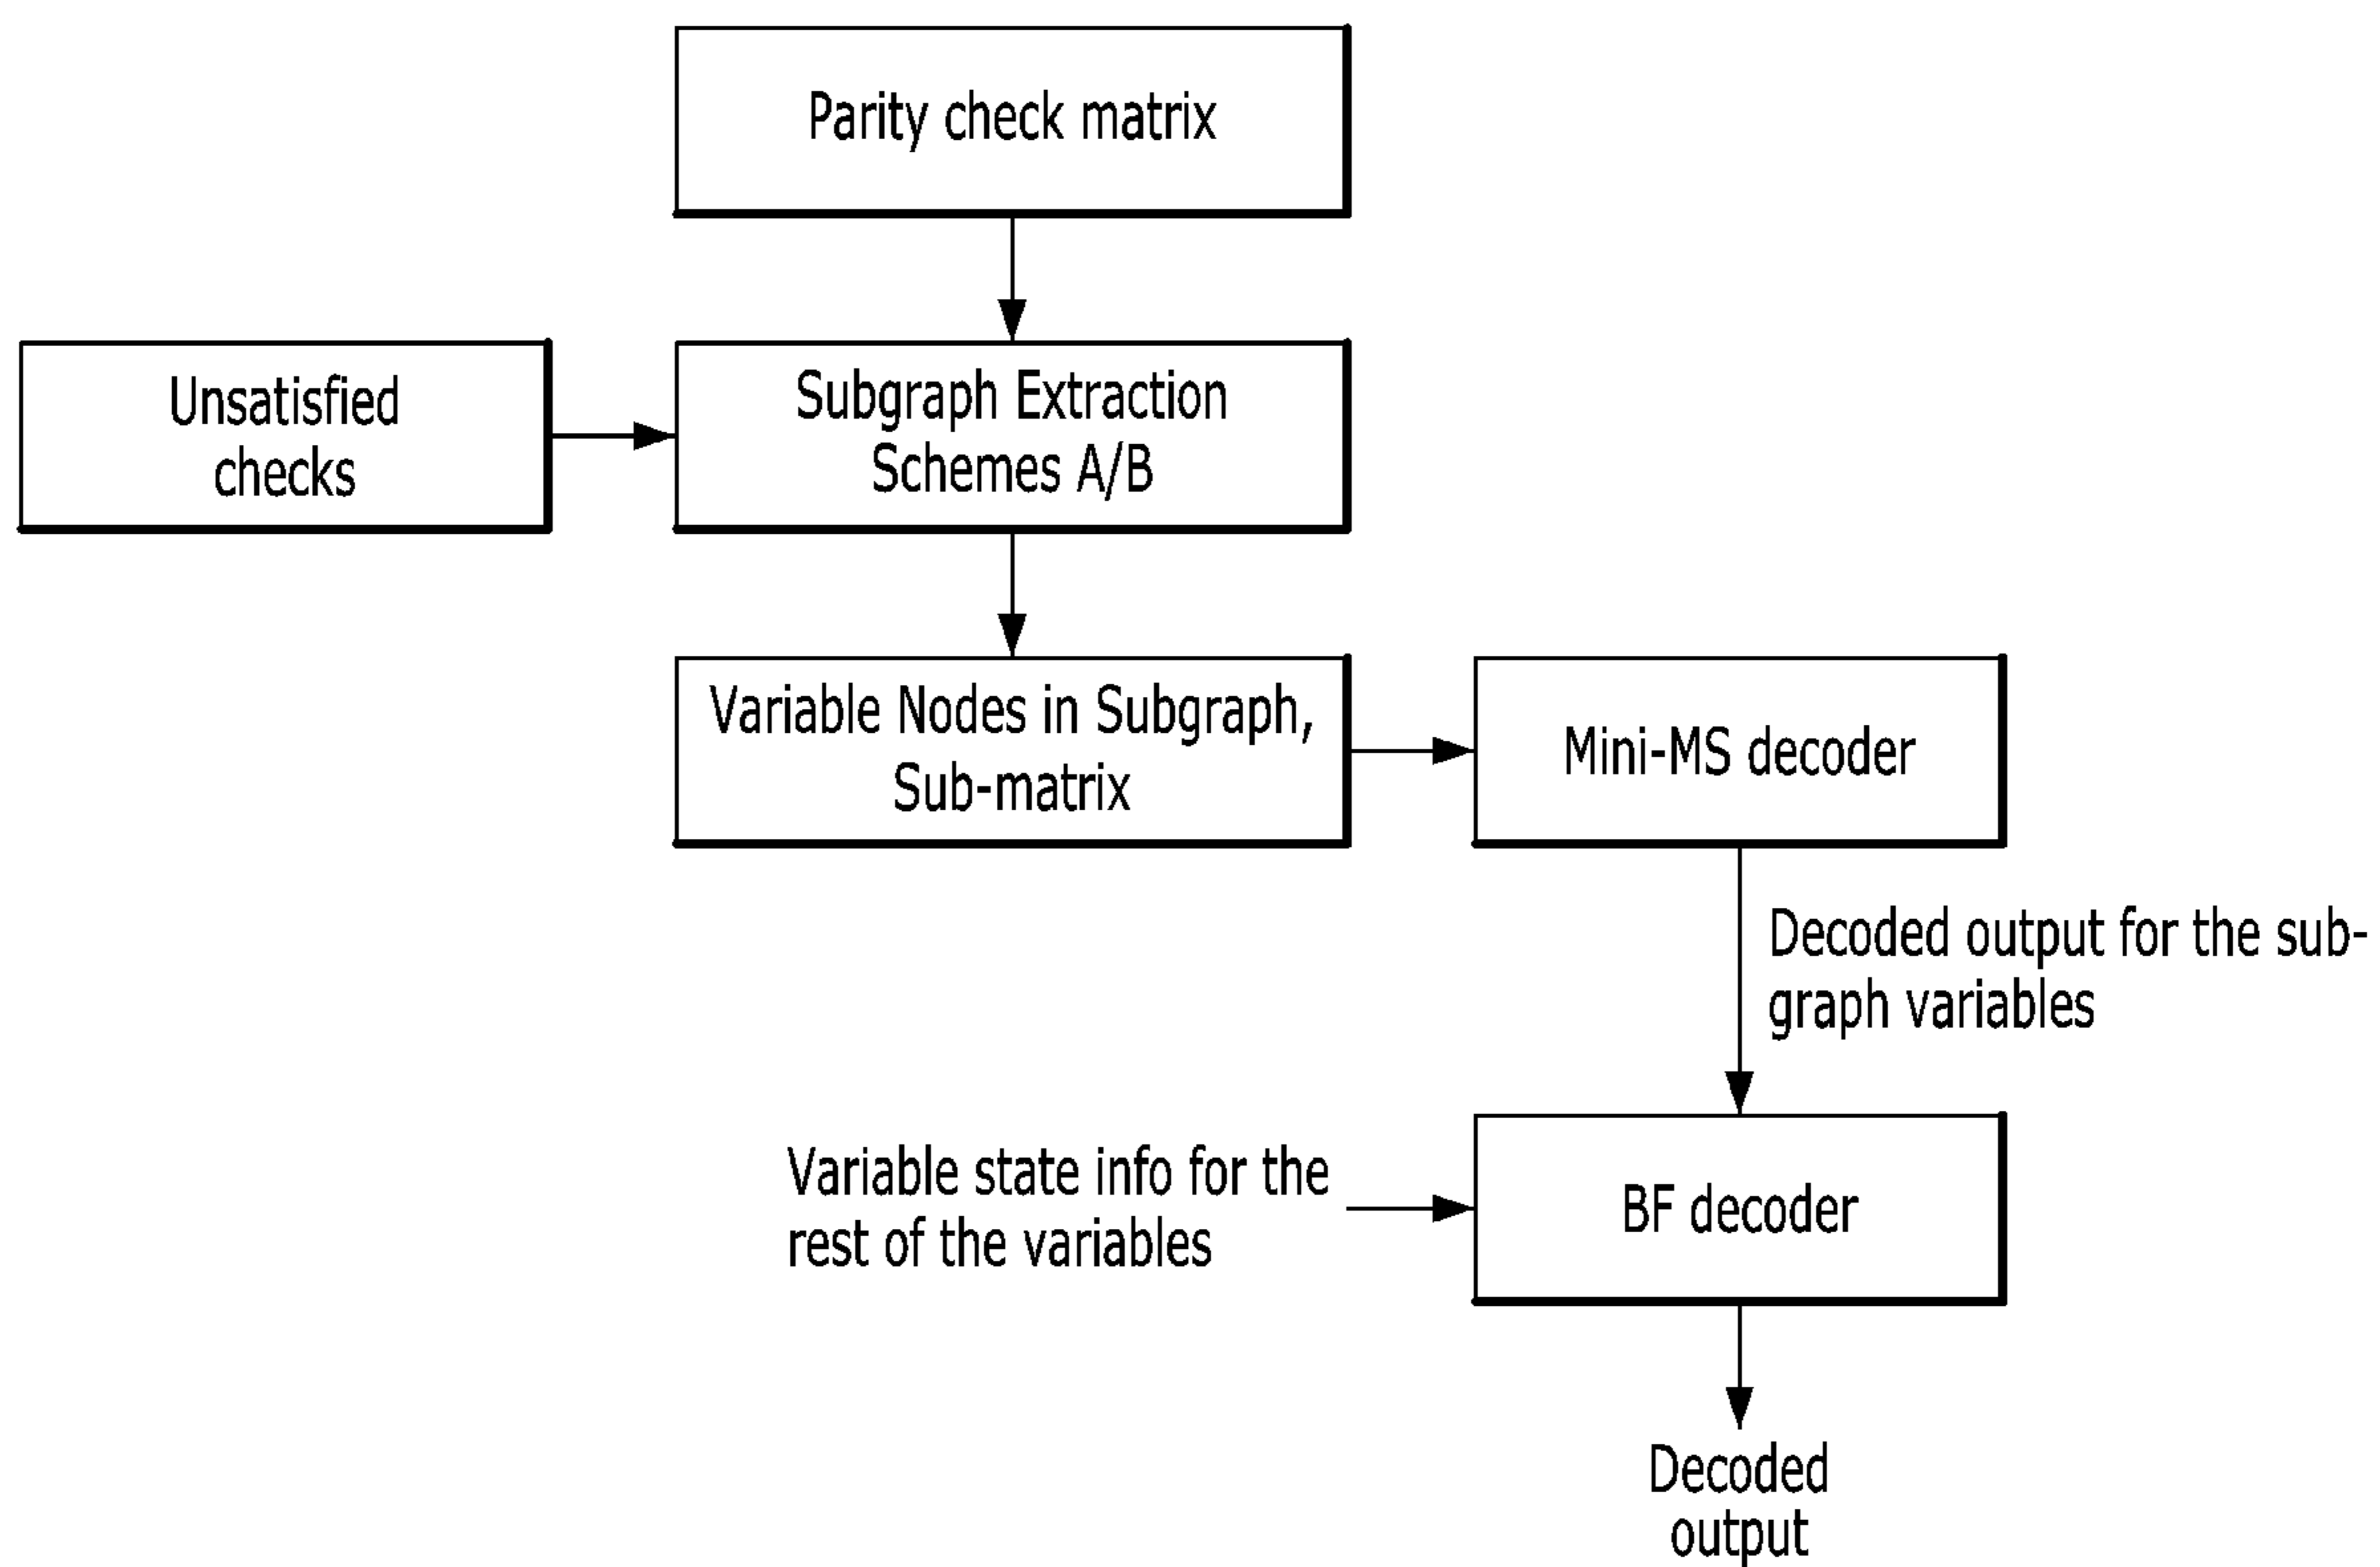 Parity check matrix
Unsatisfied
checks
Subgraph Extraction
Schemes A/B
Variable Nodes in Subgraph,
Sub-matrix
Mini-MS decoder
Decoded output for the sub-
graph variables
Variable state info for the
rest of the variables
BF decoder
Decoded
output